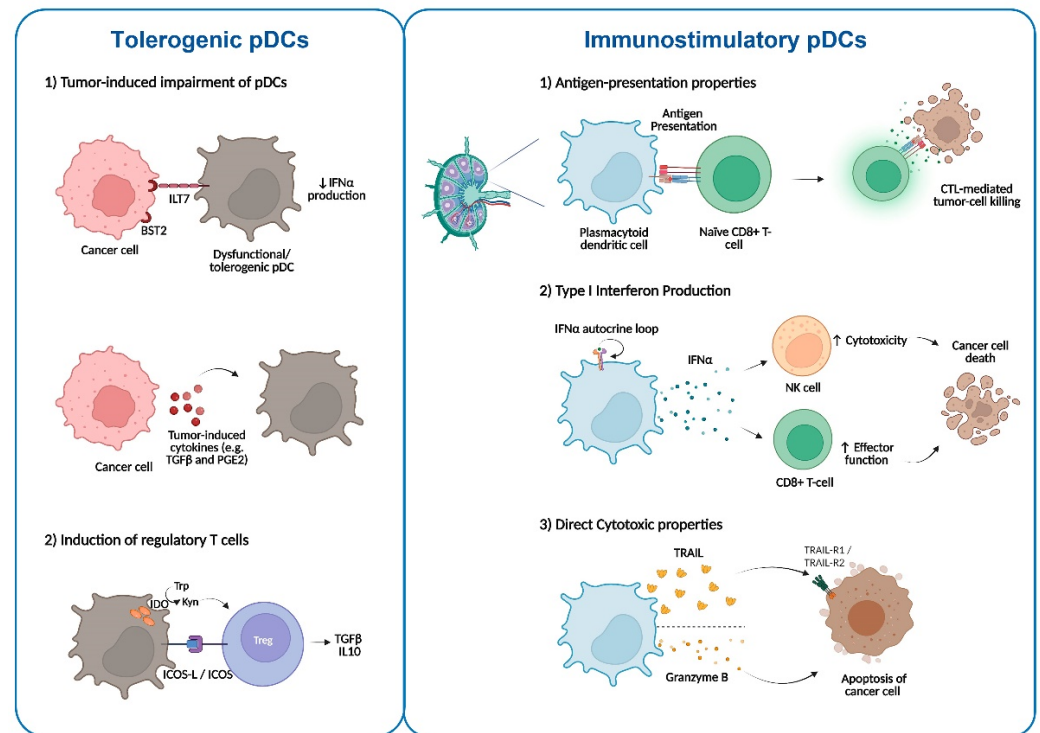 Tolerogenic pDCs
1) Tumor-induced impairment of pDCs
ILT7
BST2
Cancer cell
↓ IFNα
production
Dysfunctional/
tolerogenic pDC
Tumor-induced
cytokines (e.g.
TGFβ and PGE2)
Cancer cell
2) Induction of regulatory T cells
Trp
IDO
Kyn
Treg
TGFβ
IL10
ICOS-L / ICOS
Immunostimulatory pDCs
1) Antigen-presentation properties
Antigen
Presentation
Plasmacytoid
dendritic cell
Naïve CD8+ T-
cell
CTL-mediated
tumor-cell killing
2) Type I Interferon Production
IFNα autocrine loop
IFNα
↑ Cytotoxicity
NK cell
Cancer cell
death
↑ Effector
function
CD8+ T-cell
3) Direct Cytotoxic properties
TRAIL
TRAIL-R1 /
TRAIL-R2
Granzyme B
Apoptosis of
cancer cell